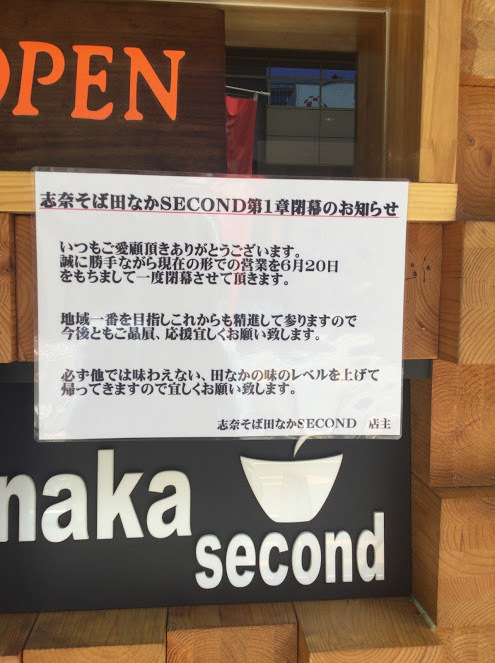 OPEN
志奈そば田なかSECOND第1章閉幕のお知らせ
いつもご愛顧頂きありがとうございます。
誠に勝手ながら現在の形での営業を6月20日
をもちまして一度閉幕させて頂きます。
地域一番を目指しこれからも精進して参りますので
今後ともご贔屓、応援宜しくお願い致します。
必ず他では味わえない、田なかの味のレベルを上げて
帰ってきますので宜しくお願い致します。
志奈そば田なかSECOND 店主
naka
second